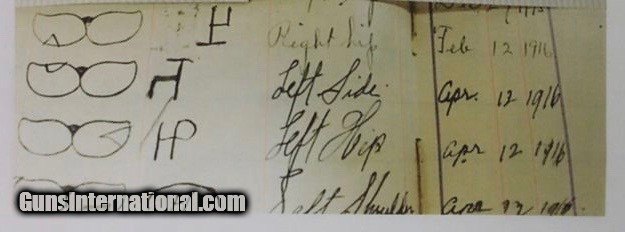 Right hip Feb 12 1916
Left Side. Apr. 12 1916
HP Left Hip Apr 12 1916
Left Shoulder
GunsInternational.com